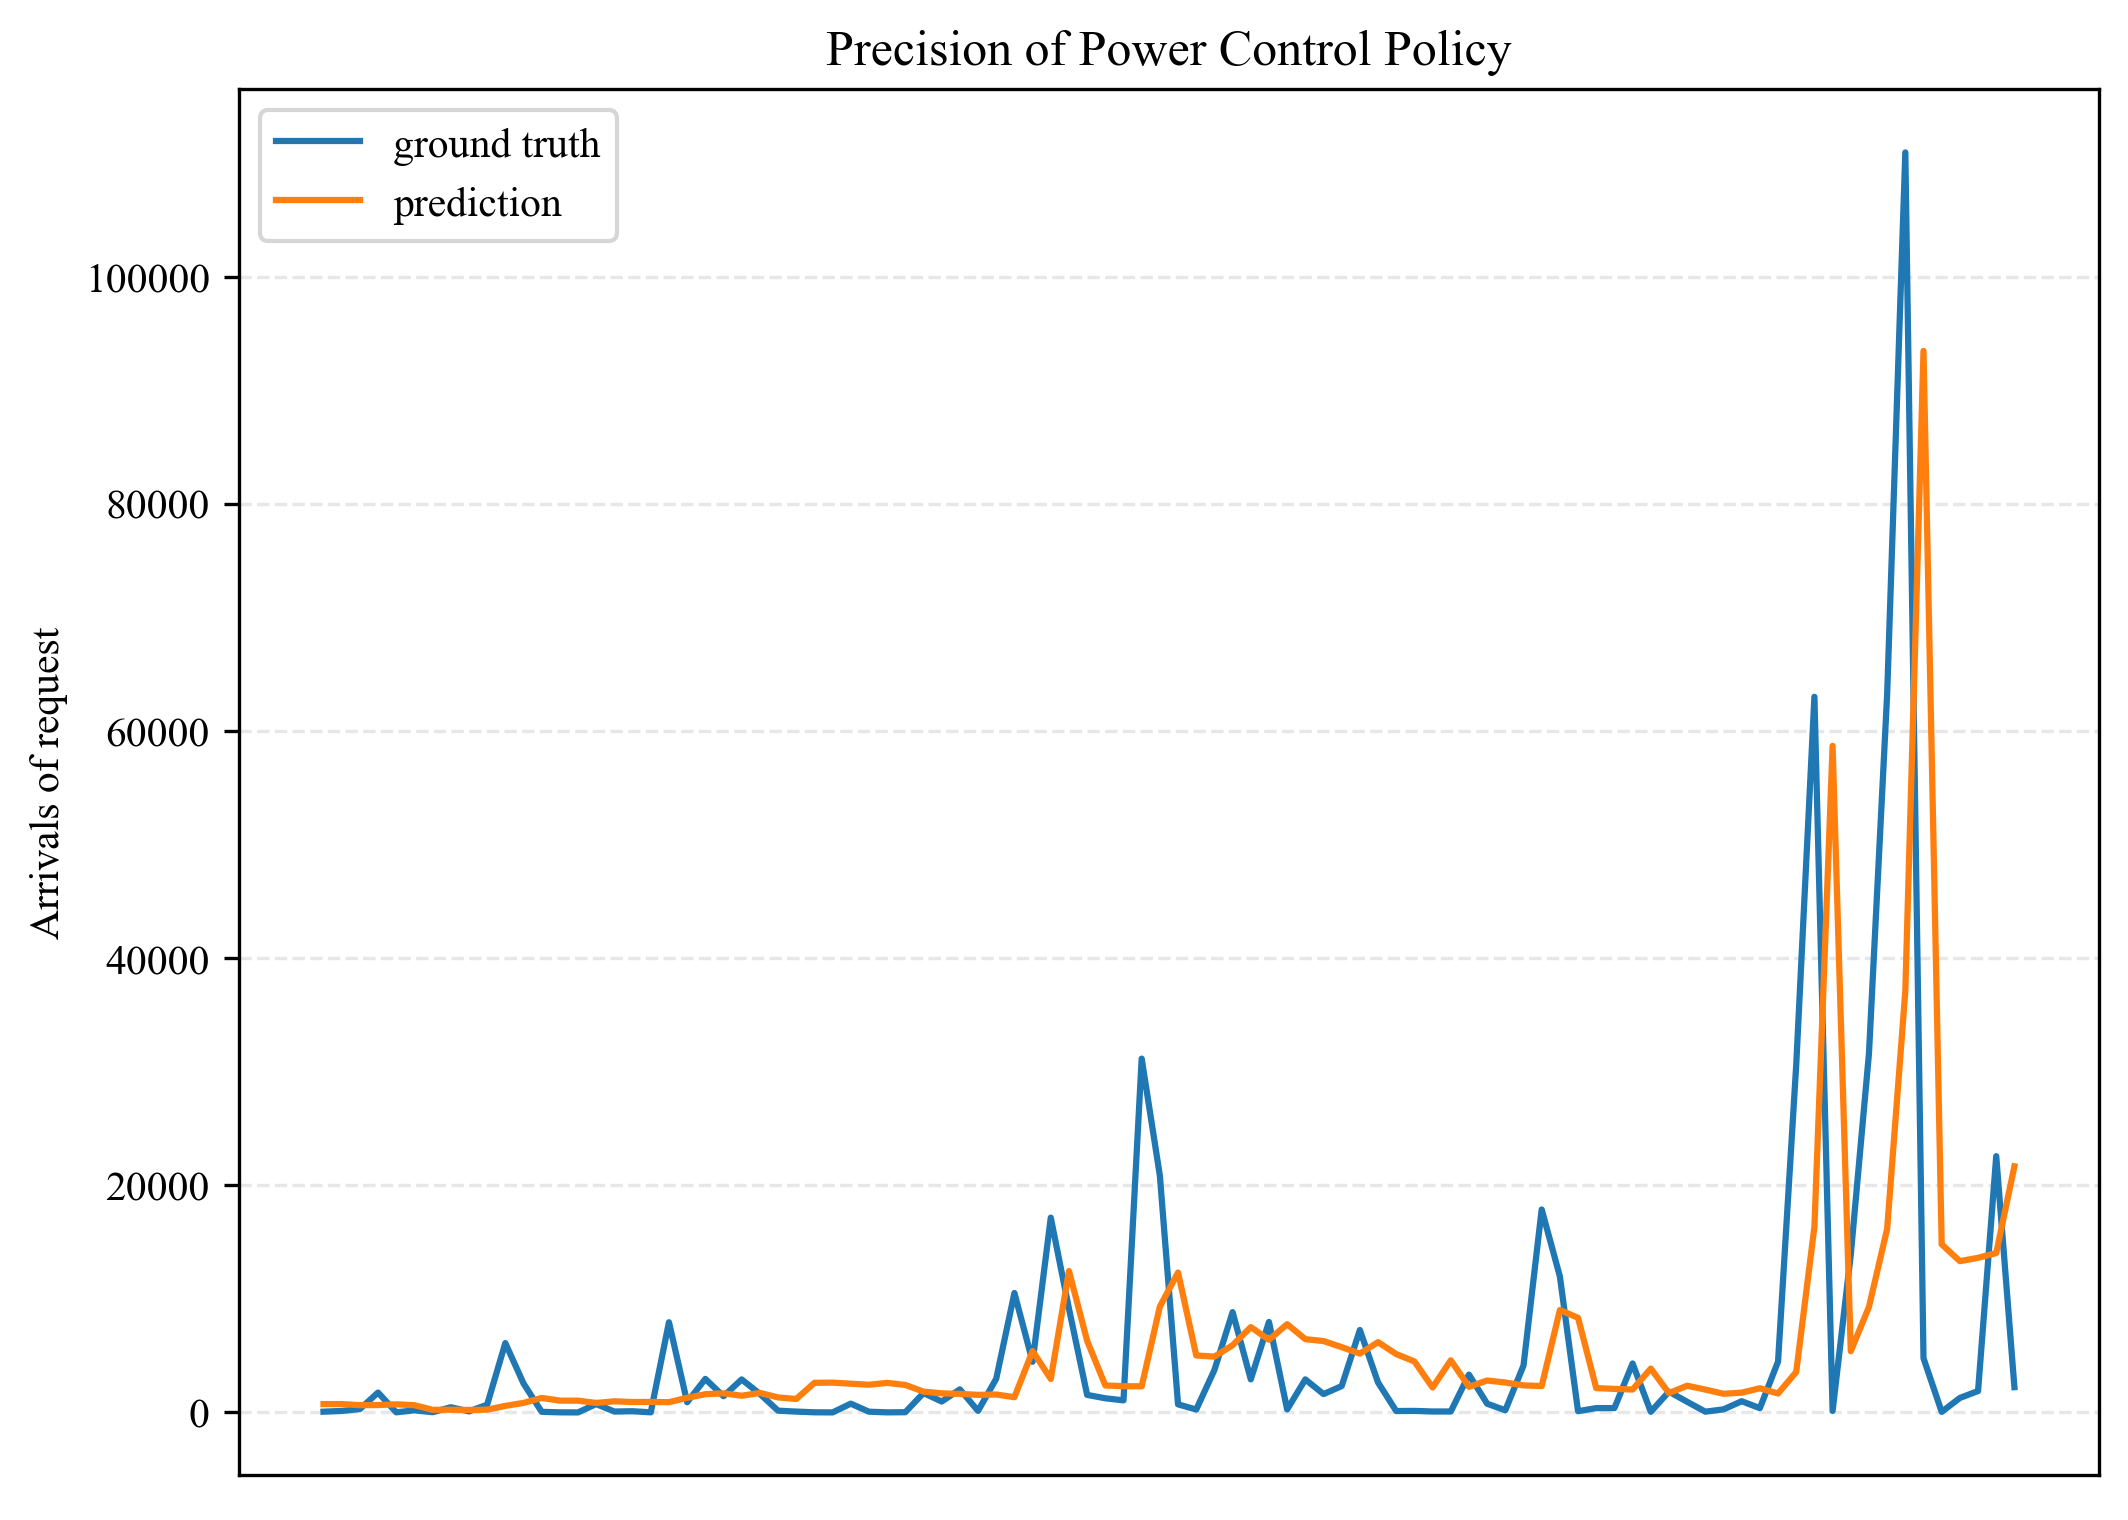 Precision of Power Control Policy
ground truth
prediction
100000
80000
60000
40000
20000
0
Arrivals of request